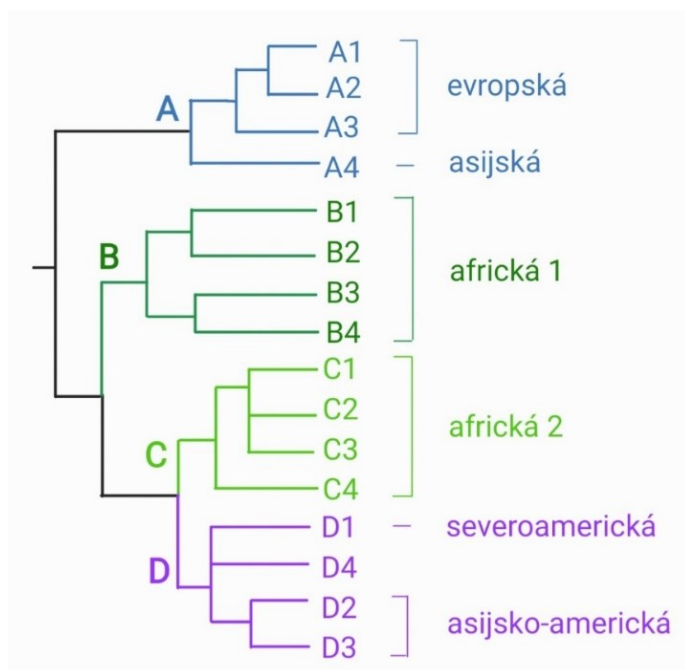 A1
A2
A3
A4
A
evropská
asijská
B1
B2
B3
B4
B
africká 1
C1
C2
C3
C4
C
africká 2
D1
D4
D2
D3
D
severoamerická
asijsko-americká